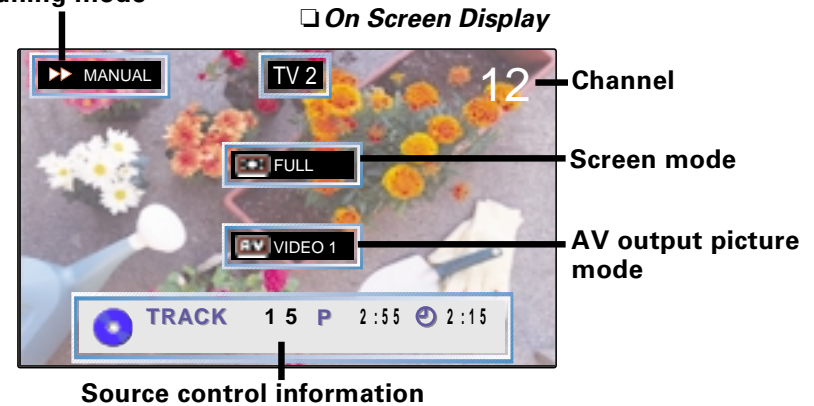 mode
❏ On Screen Display
MANUAL
TV 2
12
Channel
FULL
Screen mode
AV VIDEO 1
AV output picture
mode
TRACK 15 P 2:55 2:15
Source control information